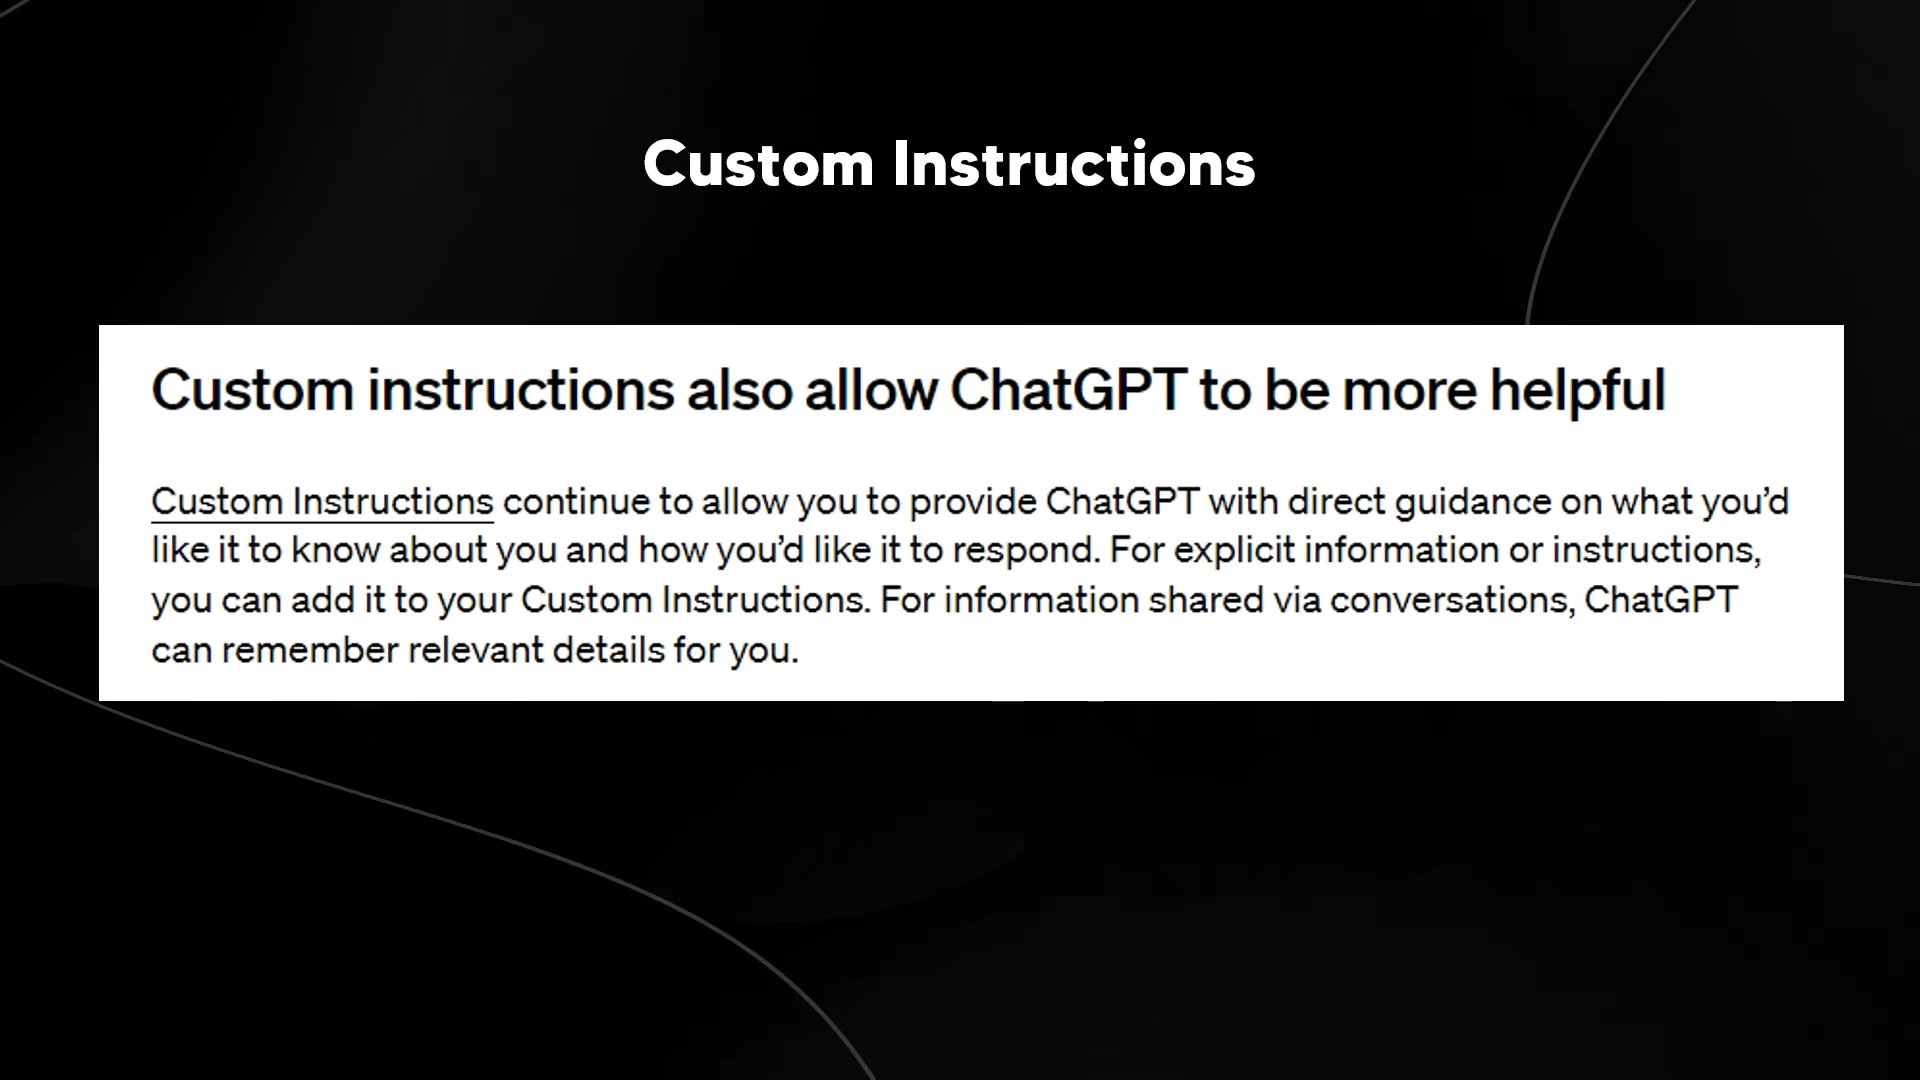 Custom Instructions
Custom instructions also allow ChatGPT to be more helpful
Custom Instructions continue to allow you to provide ChatGPT with direct guidance on what you’d
like it to know about you and how you’d like it to respond. For explicit information or instructions,
you can add it to your Custom Instructions. For information shared via conversations, ChatGPT
can remember relevant details for you.